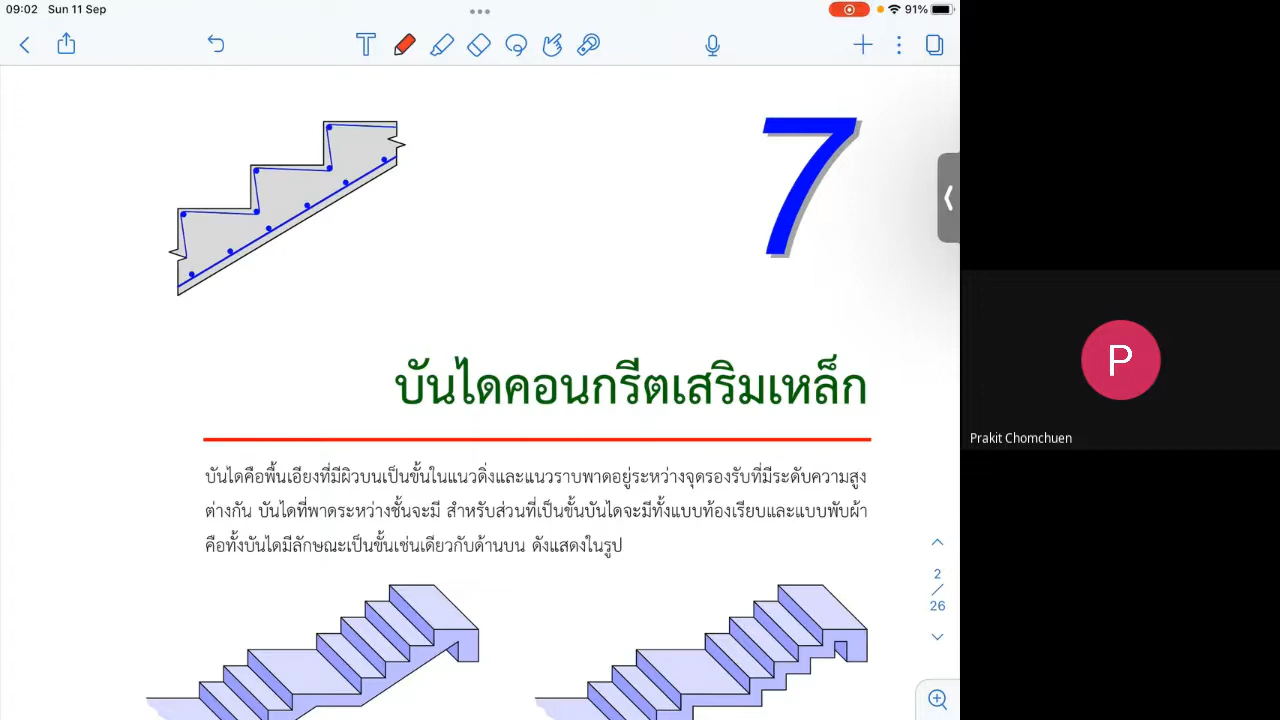 09:02 Sun 11 Sep
91%
7
บันไดคอนกรีตเสริมเหล็ก
บันไดคือพื้นเอียงที่มีผิวบนเป็นขั้นในแนวดิ่งและแนวราบพาดอยู่ระหว่างจุดรองรับที่มีระดับความสูง
ต่างกัน บันไดที่พาดระหว่างชั้นจะมี สำหรับส่วนที่เป็นขั้นบันไดจะมีทั้งแบบท้องเรียบและแบบพับผ้า
คือทั้งบันไดมีลักษณะเป็นขั้นเช่นเดียวกับด้านบน ดังแสดงในรูป
2
/
26
P
Prakit Chomchuen